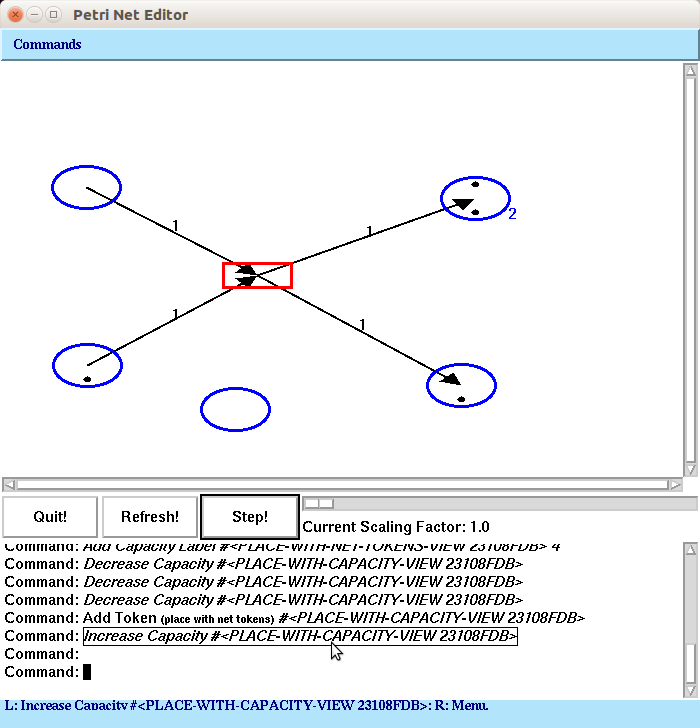 Petri Net Editor
Commands
1
1
2
1
1
Quit!
Refresh!
Step!
Current Scaling Factor: 1.0
Command: Add Capacity Label #<PLACE-WITH-NET-TOKENS-VIEW 23108FDB> 4
Command: Decrease Capacity #<PLACE-WITH-CAPACITY-VIEW 23108FDB>
Command: Decrease Capacity #<PLACE-WITH-CAPACITY-VIEW 23108FDB>
Command: Decrease Capacity #<PLACE-WITH-CAPACITY-VIEW 23108FDB>
Command: Add Token (place with net tokens) #<PLACE-WITH-CAPACITY-VIEW 23108FDB>
Command: Increase Capacity #<PLACE-WITH-CAPACITY-VIEW 23108FDB>
Command:
Command:
L: Increase Capacity #<PLACE-WITH-CAPACITY-VIEW 23108FDB>; R: Menu.